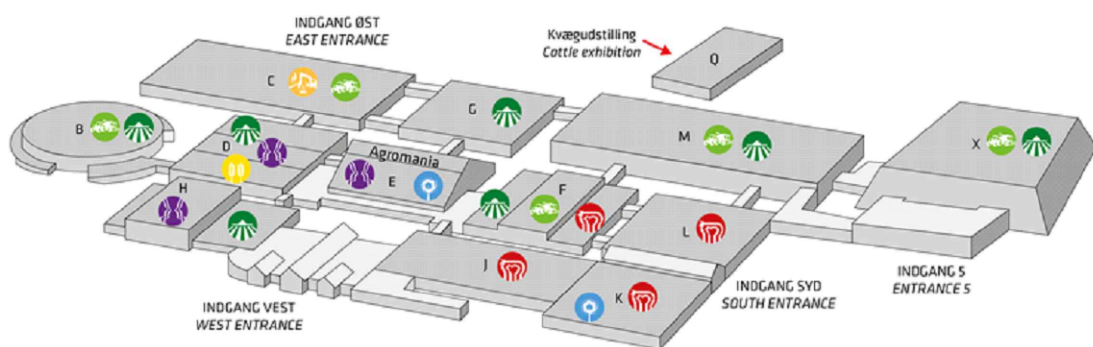 INDGANG ØST
EAST ENTRANCE
Kvægudstilling
Cattle exhibition
Q
C
G
B
D
M
X
Agromania
E
H
F
L
J
K
INDGANG VEST
WEST ENTRANCE
INDGANG SYD
SOUTH ENTRANCE
INDGANG 5
ENTRANCE 5